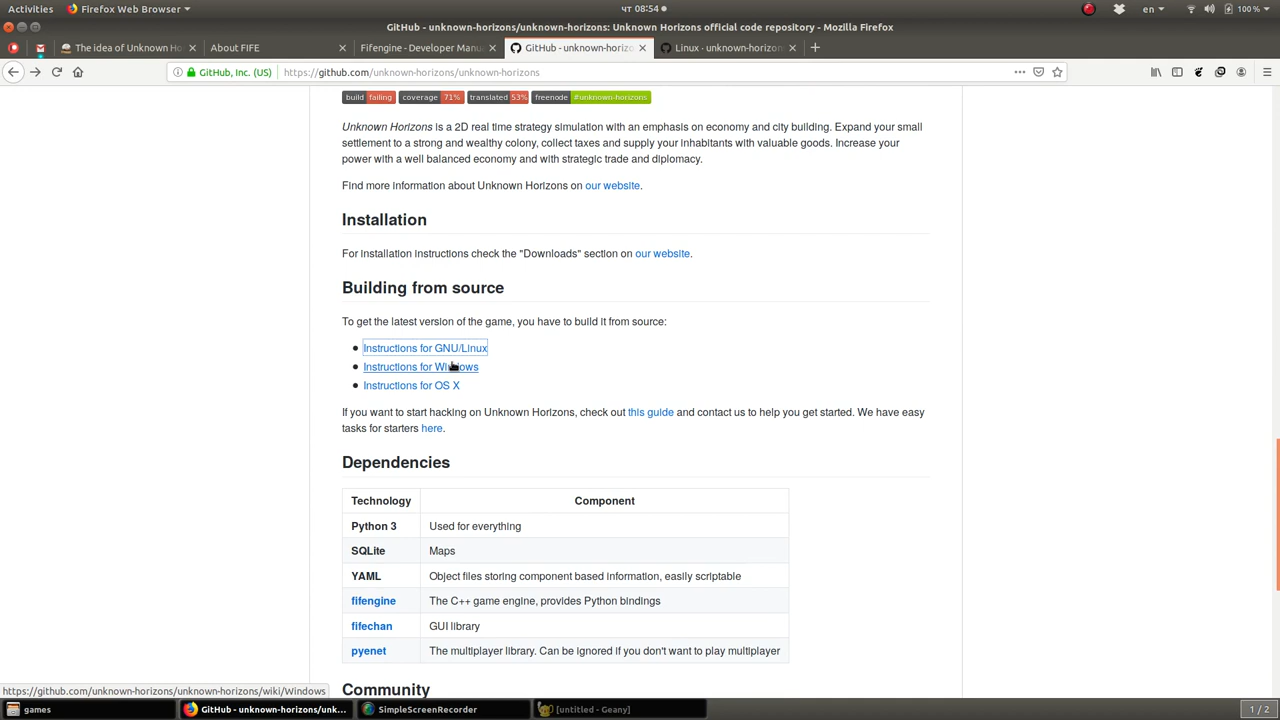 Activities Firefox Web Browser чт 08:54 en 100 %
GitHub - unknown-horizons/unknown-horizons: Unknown Horizons official code repository - Mozilla Firefox
The idea of Unknown Ho About FIFE Fifengine - Developer Manu GitHub - unknown-horizo Linux - unknown-horizon
GitHub, Inc. (US) https://github.com/unknown-horizons/unknown-horizons
build failing coverage 71% translated 53% freenode #unknown-horizons
Unknown Horizons is a 2D real time strategy simulation with an emphasis on economy and city building. Expand your small
settlement to a strong and wealthy colony, collect taxes and supply your inhabitants with valuable goods. Increase your
power with a well balanced economy and with strategic trade and diplomacy.
Find more information about Unknown Horizons on our website.
Installation
For installation instructions check the "Downloads" section on our website.
Building from source
To get the latest version of the game, you have to build it from source:
Instructions for GNU/Linux
Instructions for Windows
Instructions for OS X
If you want to start hacking on Unknown Horizons, check out this guide and contact us to help you get started. We have easy
tasks for starters here.
Dependencies
Technology Component
Python 3 Used for everything
SQLite Maps
YAML Object files storing component based information, easily scriptable
fifengine The C++ game engine, provides Python bindings
fifechan GUI library
pyenet The multiplayer library. Can be ignored if you don't want to play multiplayer
Community
https://github.com/unknown-horizons/unknown-horizons/wiki/Windows
games GitHub - unknown-horizons/unk... SimpleScreenRecorder [untitled - Geany] 1 / 2